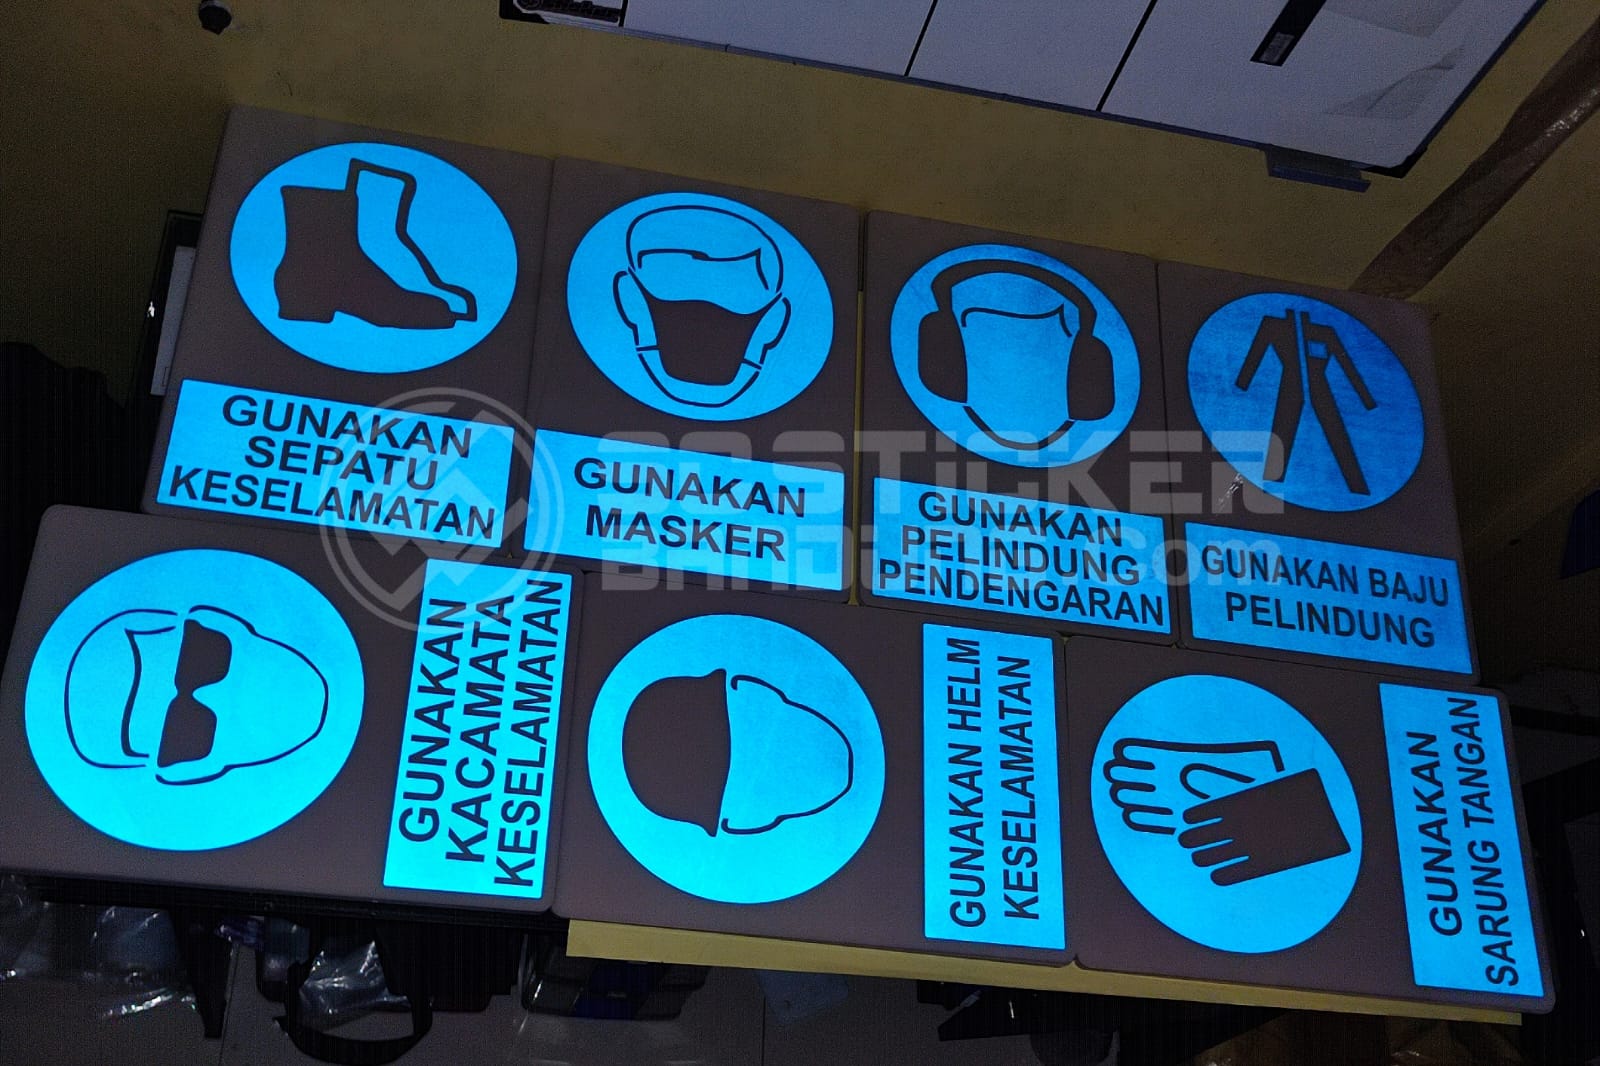 GUNAKAN
SEPATU
KESELAMATAN
GUNAKAN
MASKER
GUNAKAN
PELINDUNG
PENDENGARAN
GUNAKAN BAJU
PELINDUNG
GUNAKAN
KACAMATA
KESELAMATAN
GUNAKAN HELM
KESELAMATAN
GUNAKAN
SARUNG TANGAN